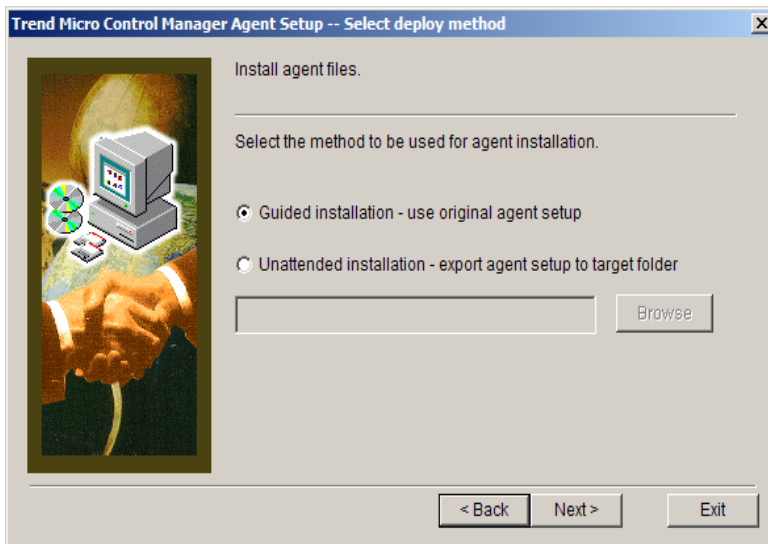 Trend Micro Control Manager Agent Setup -- Select deploy method
Install agent files.
Select the method to be used for agent installation.
Guided installation - use original agent setup
Unattended installation - export agent setup to target folder
Browse
< Back
Next >
Exit